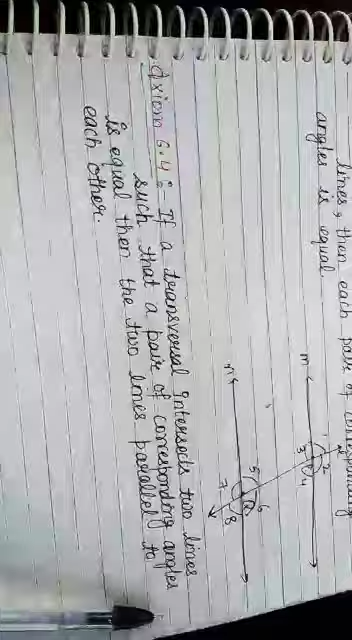 lines, then each pair of corresponding
angles is equal.
m
l
1
2
3
4
n
5
6
7
8
Axiom 6.4:- If a transversal intersects two lines
such that a pair of corresponding angles
is equal then the two lines parallel to
each other.